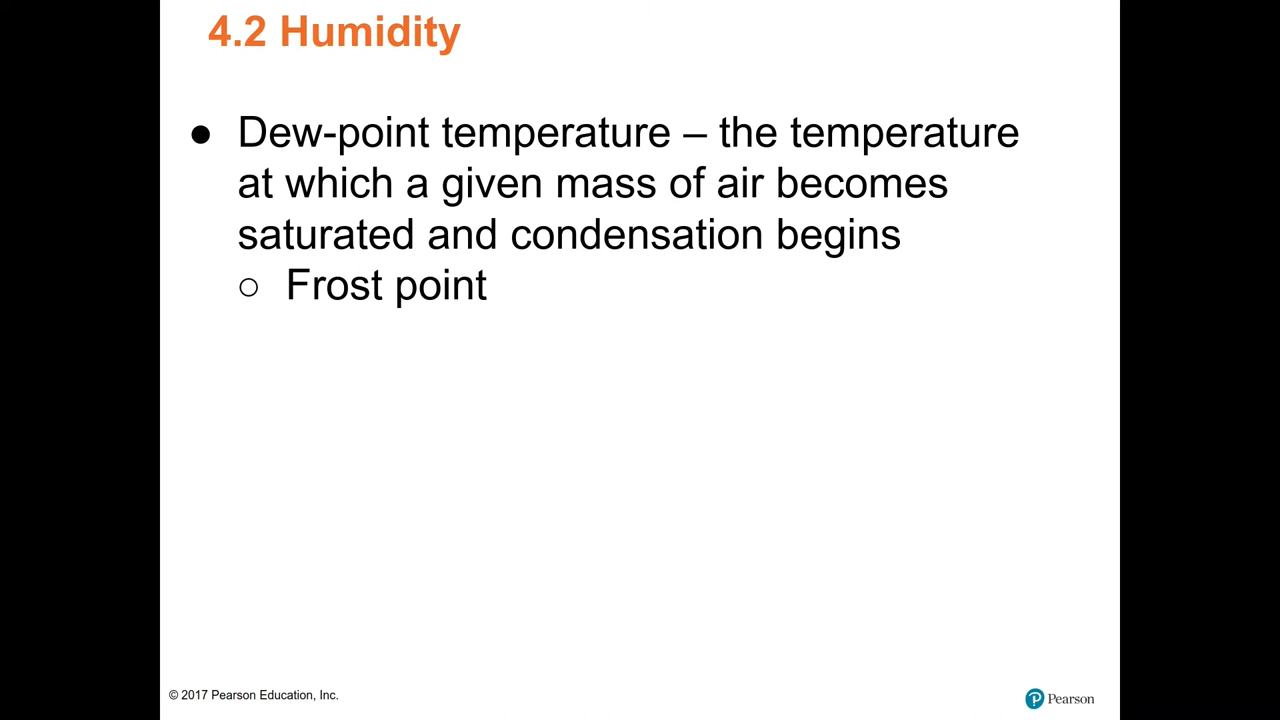 4.2 Humidity
● Dew-point temperature – the temperature
at which a given mass of air becomes
saturated and condensation begins
○ Frost point
© 2017 Pearson Education, Inc.
P Pearson